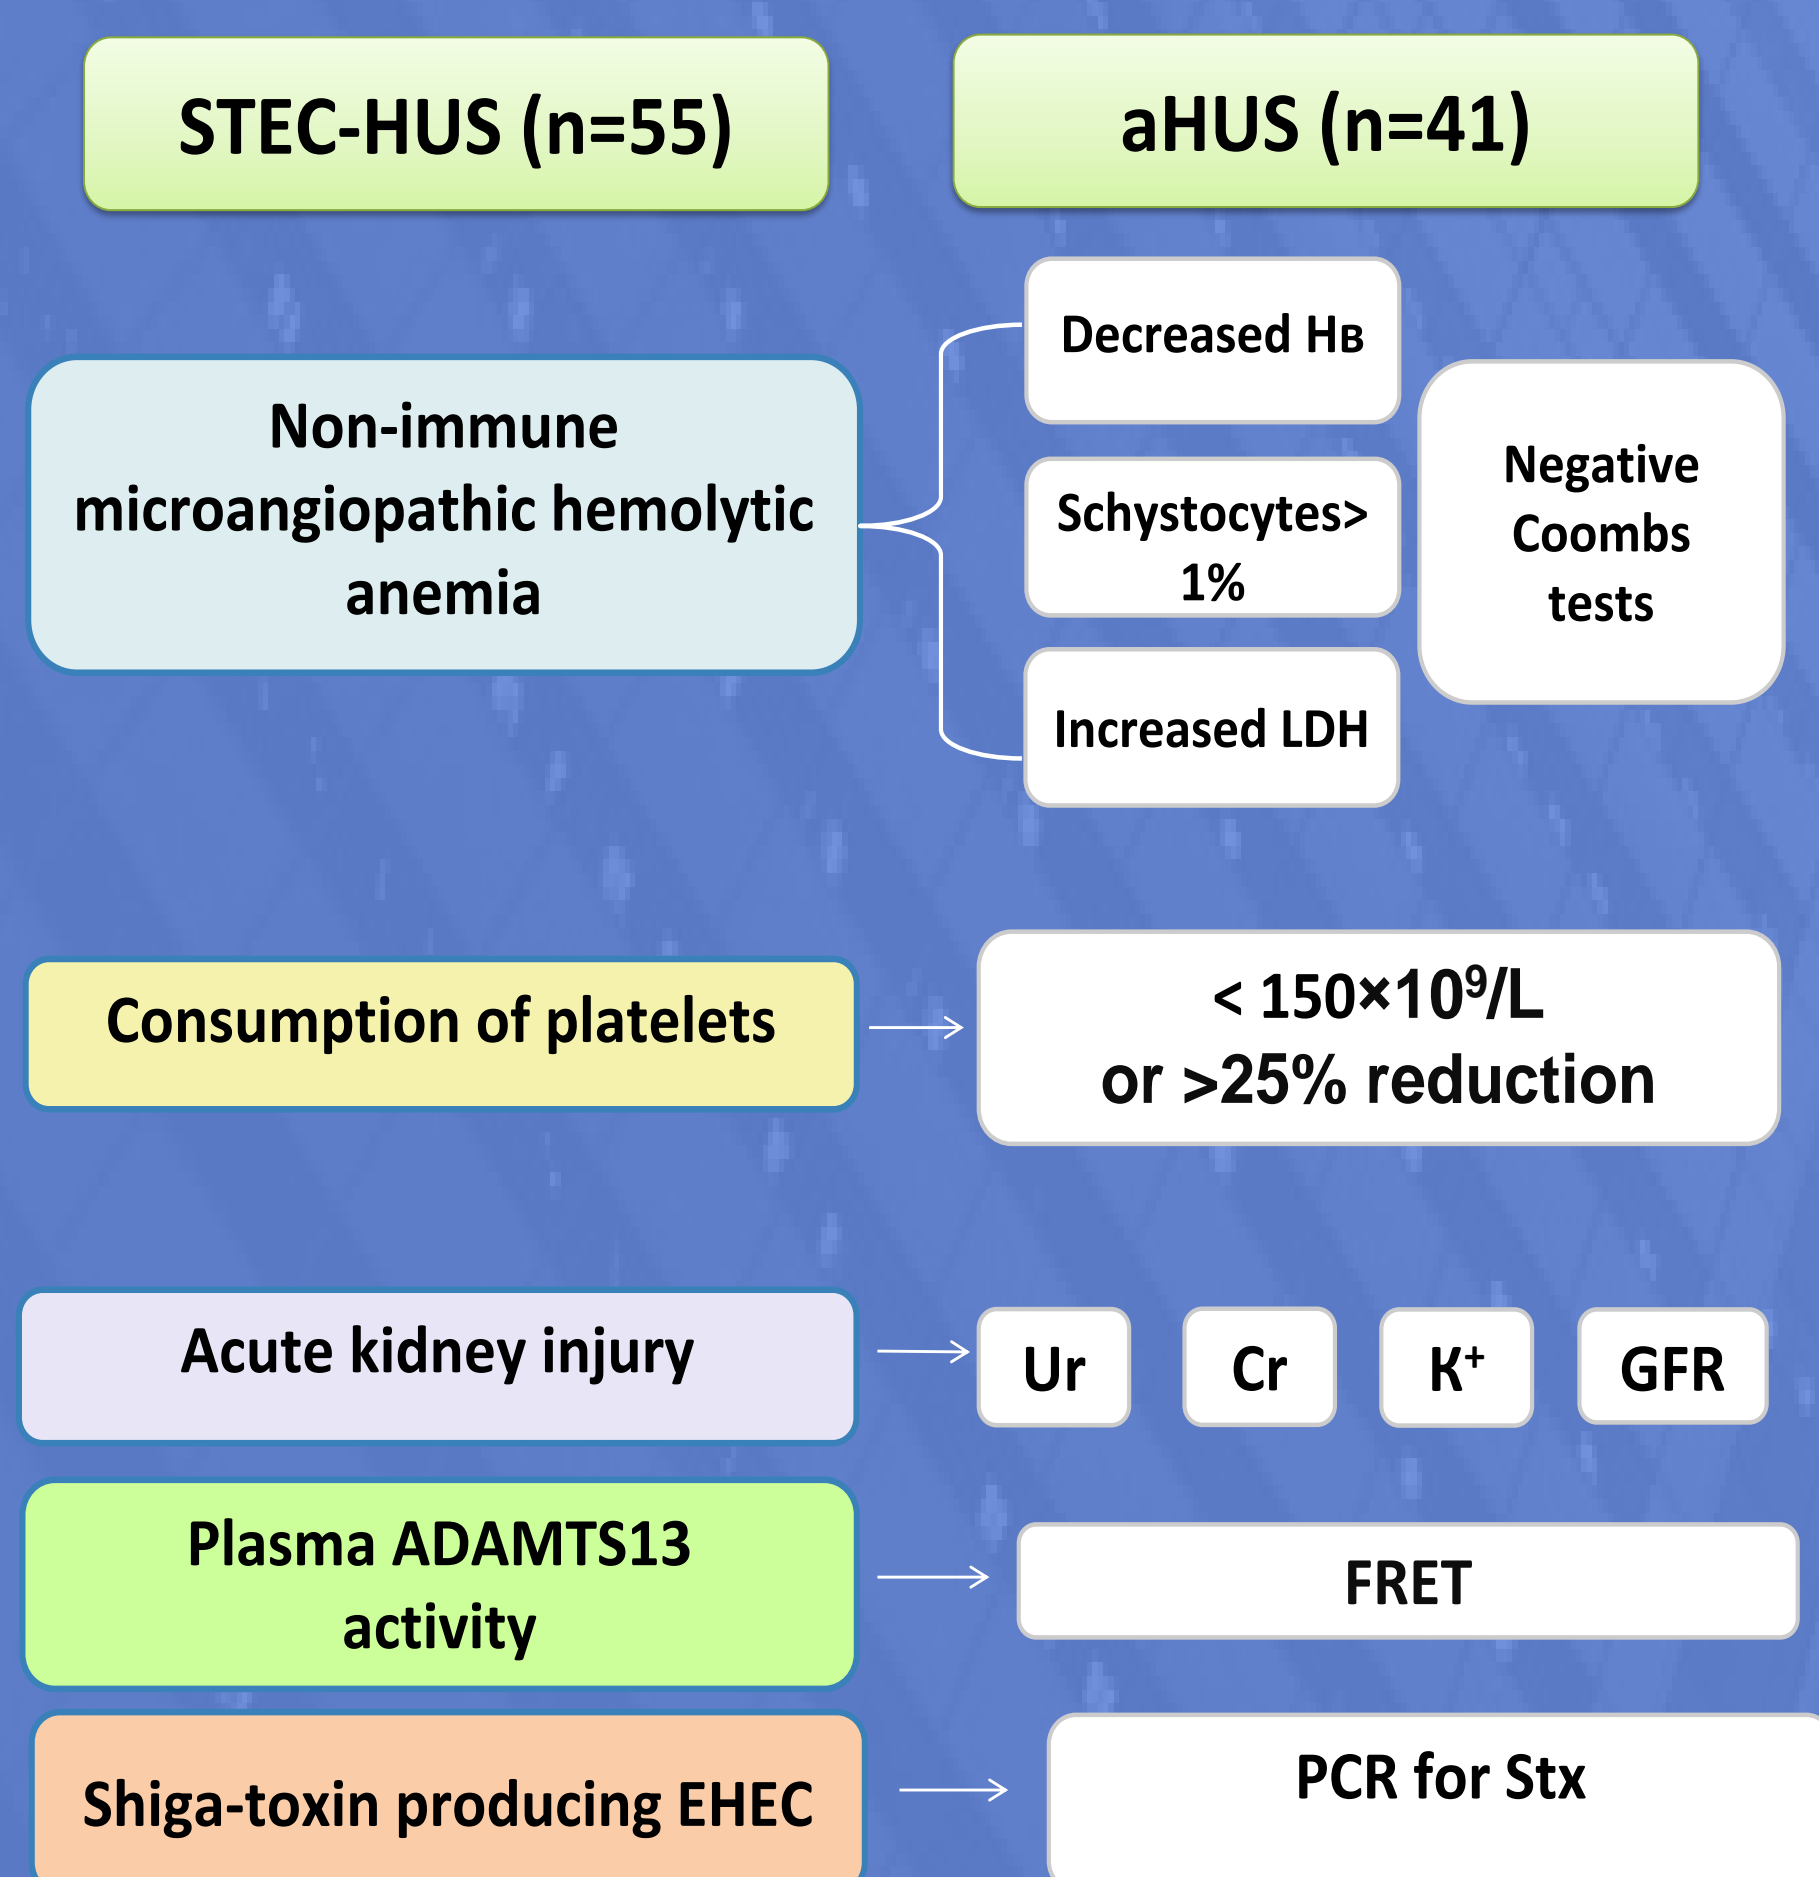 STEC-HUS (n=55)
aHUS (n=41)
Non-immune
microangiopathic hemolytic
anemia
Decreased Hв
Schystocytes>
1%
Increased LDH
Negative
Coombs
tests
Consumption of platelets
< 150×10⁹/L
or >25% reduction
Acute kidney injury
Ur
Cr
K⁺
GFR
Plasma ADAMTS13
activity
FRET
Shiga-toxin producing EHEC
PCR for Stx